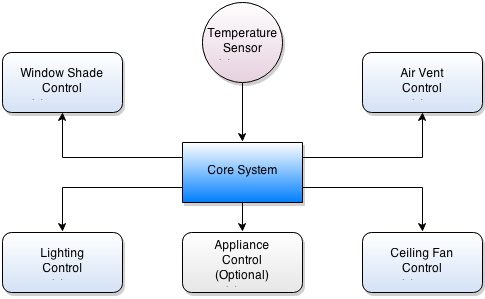 Temperature
Sensor
Window Shade
Control
Air Vent
Control
Core System
Lighting
Control
Appliance
Control
(Optional)
Ceiling Fan
Control